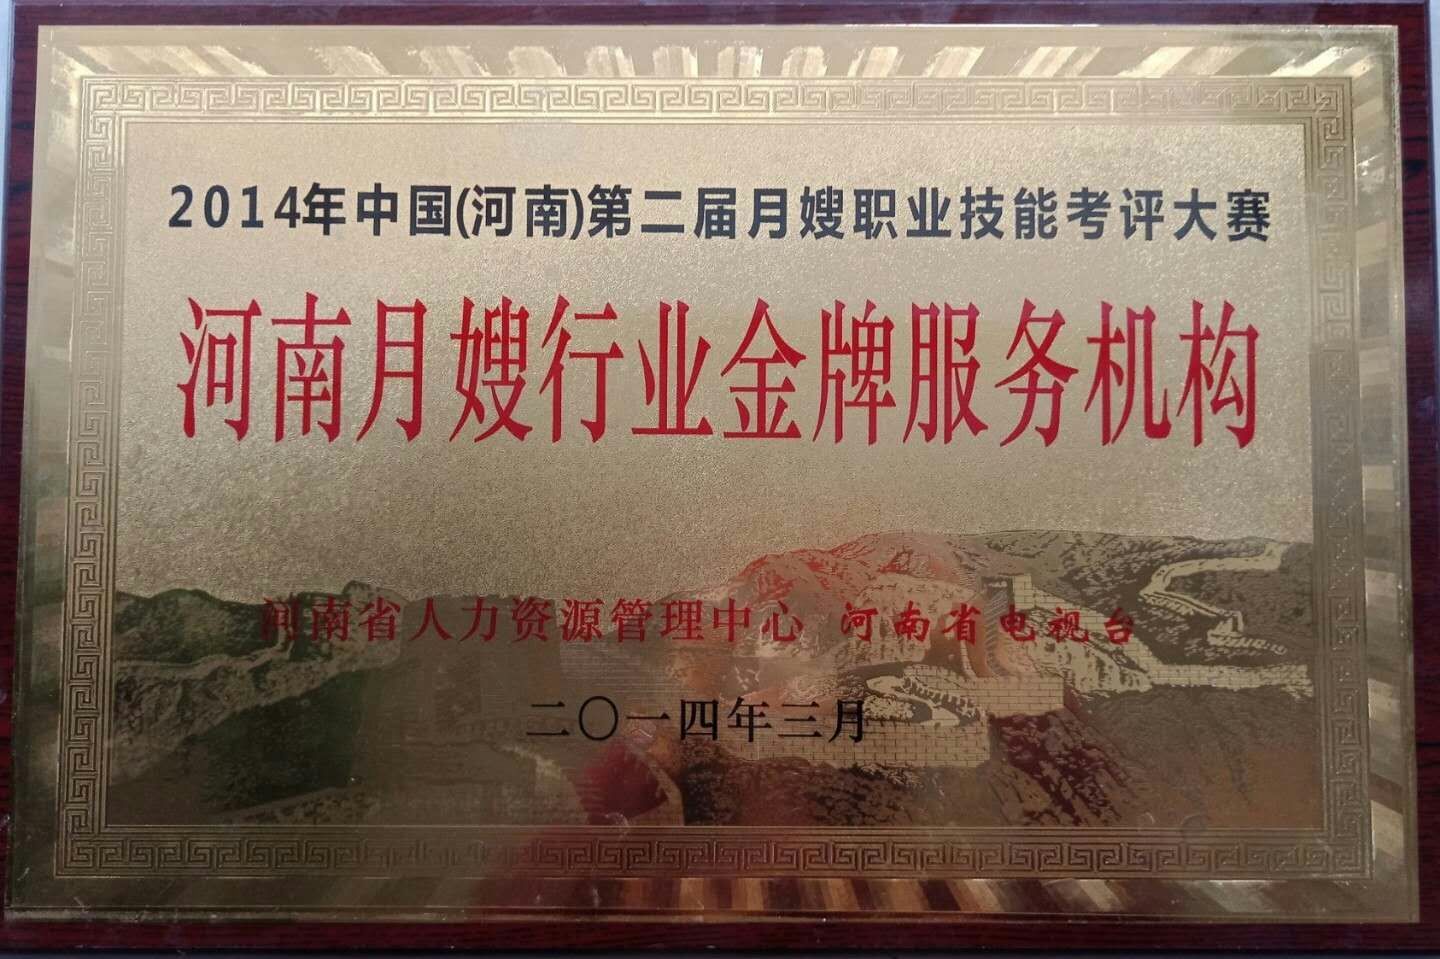 2014年中国(河南)第二届月嫂职业技能考评大赛
河南月嫂行业金牌服务机构
河南省人力资源管理中心 河南省电视台
二〇一四年三月